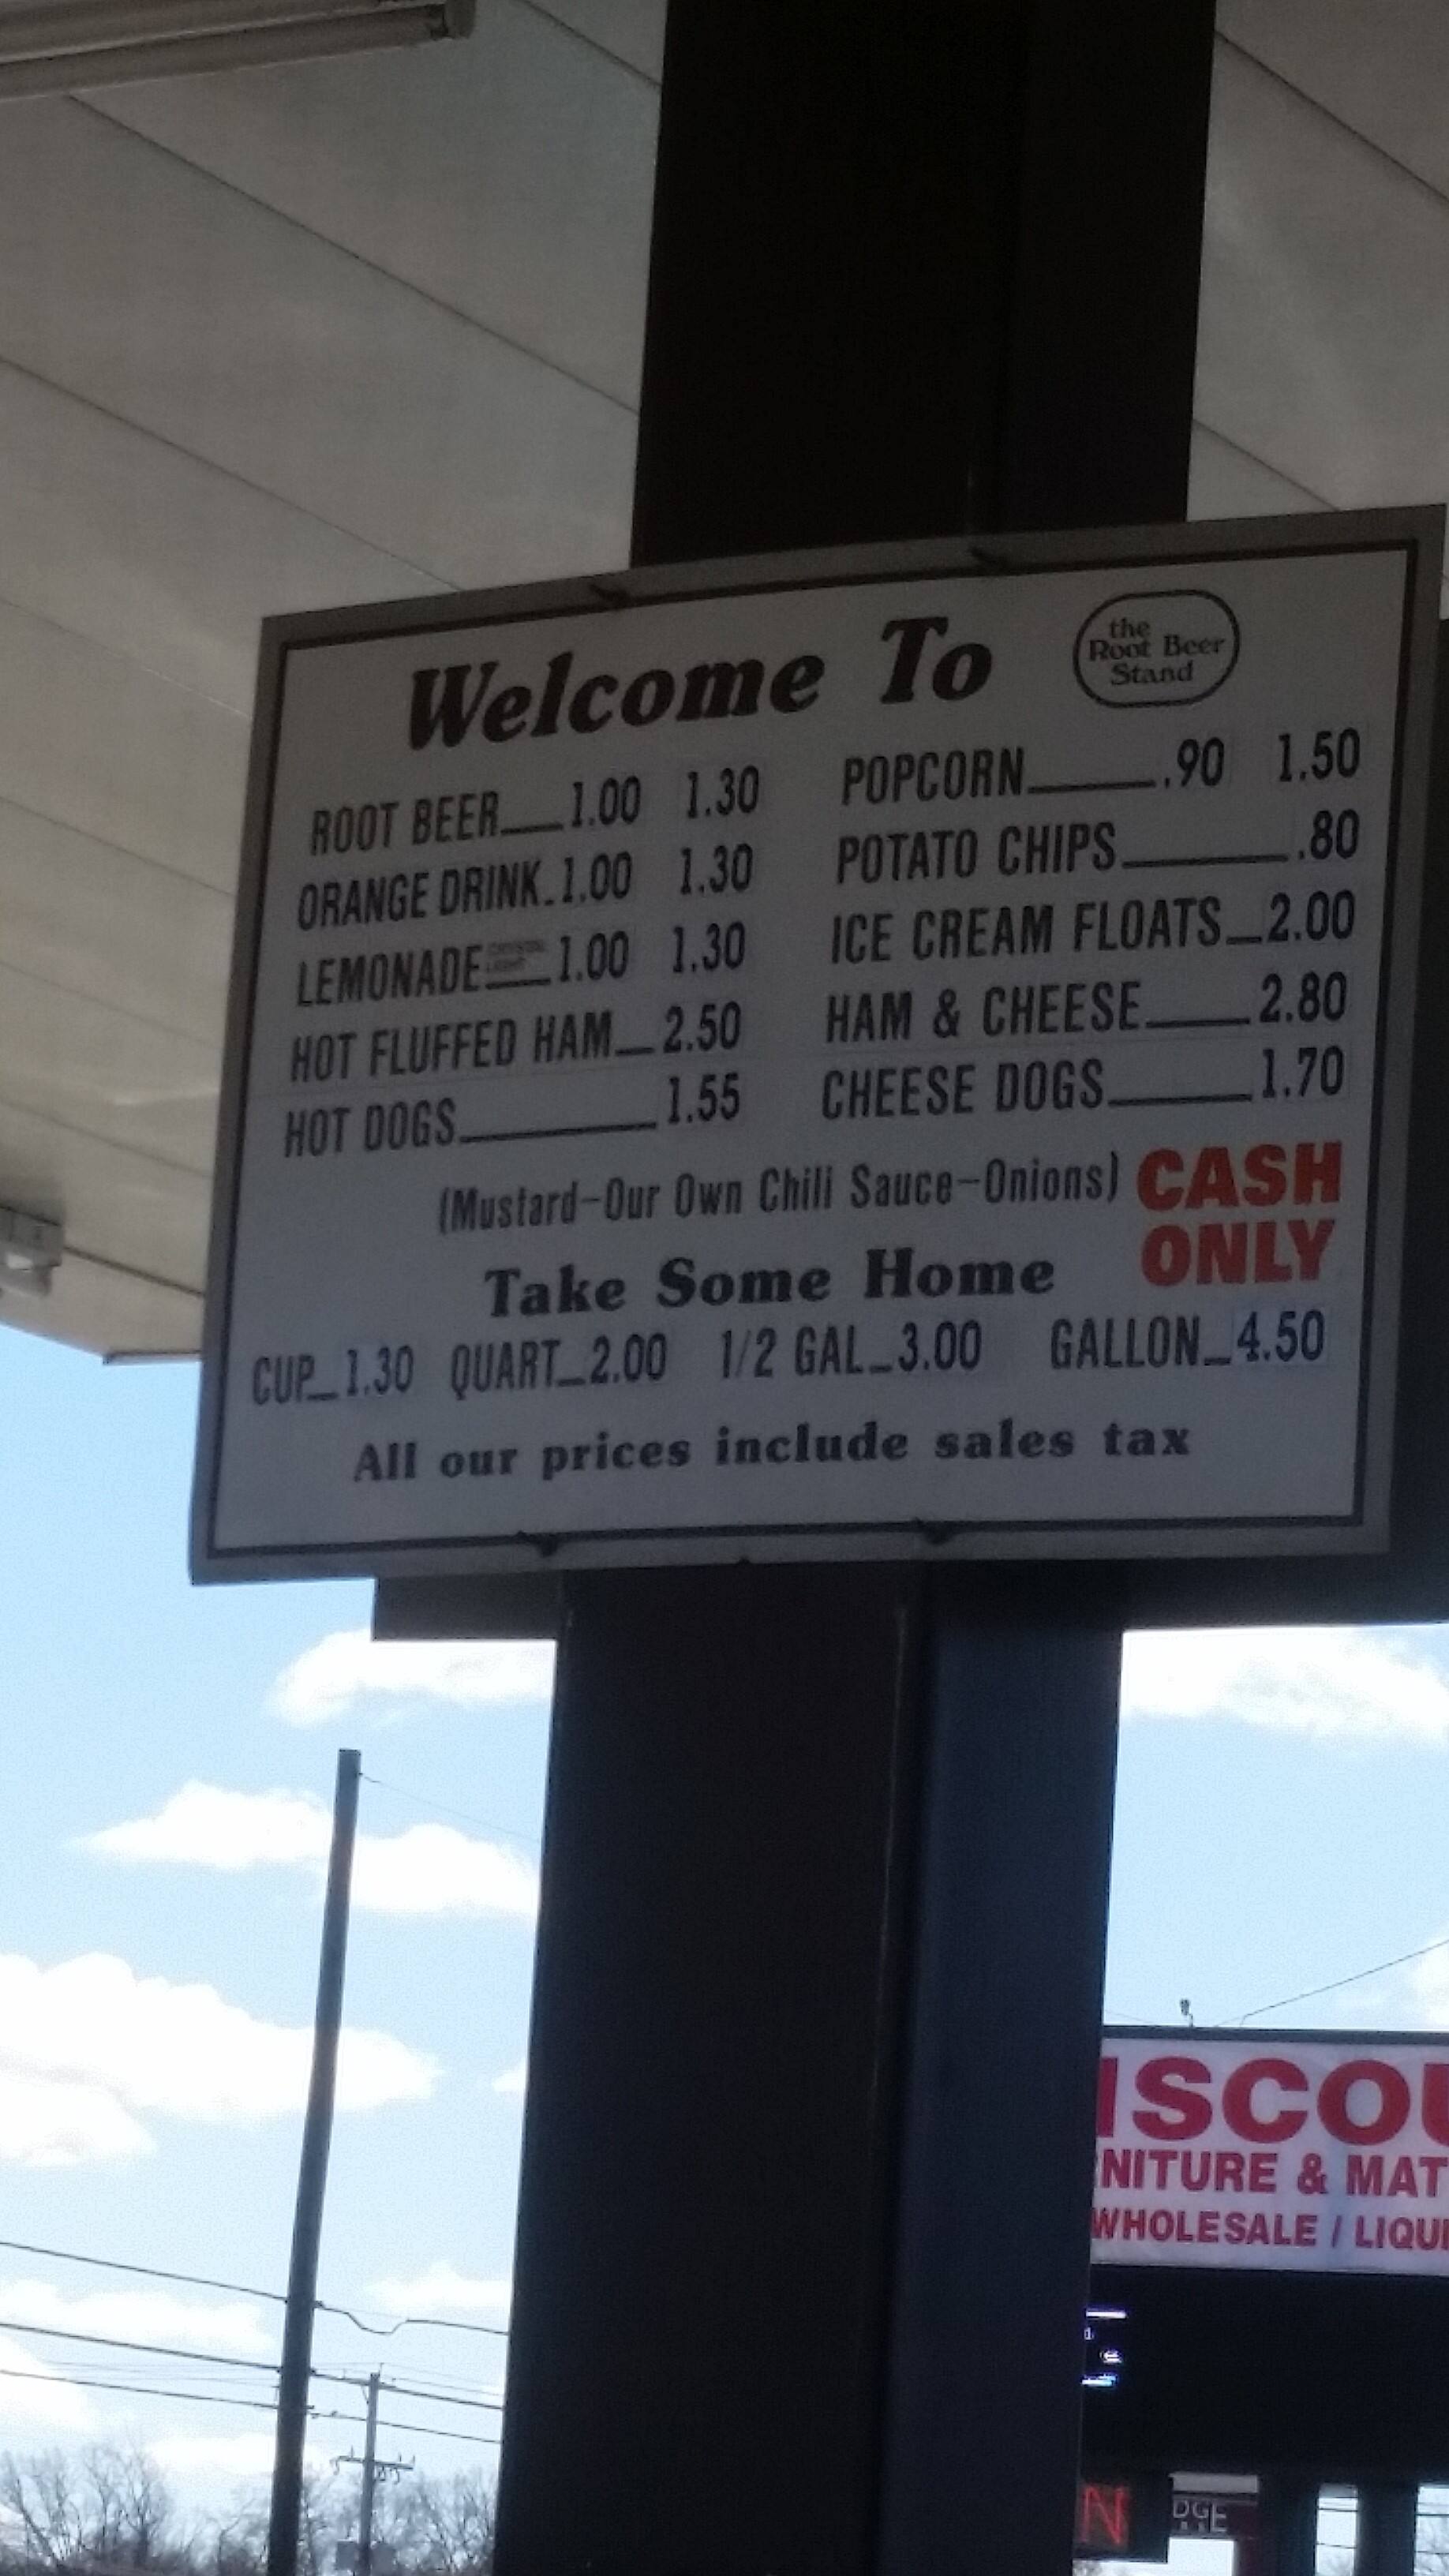 Welcome To
the
Root Beer
Stand
ROOT BEER 1.00 1.30
ORANGE DRINK 1.00 1.30
LEMONADE CRYSTAL LIGHT 1.00 1.30
HOT FLUFFED HAM 2.50
HOT DOGS 1.55
POPCORN .90 1.50
POTATO CHIPS .80
ICE CREAM FLOATS 2.00
HAM & CHEESE 2.80
CHEESE DOGS 1.70
(Mustard-Our Own Chili Sauce-Onions)
CASH
ONLY
Take Some Home
CUP 1.30 QUART 2.00 1/2 GAL 3.00 GALLON 4.50
All our prices include sales tax
ISCOU
NITURE & MAT
WHOLESALE / LIQUI
N
DGE